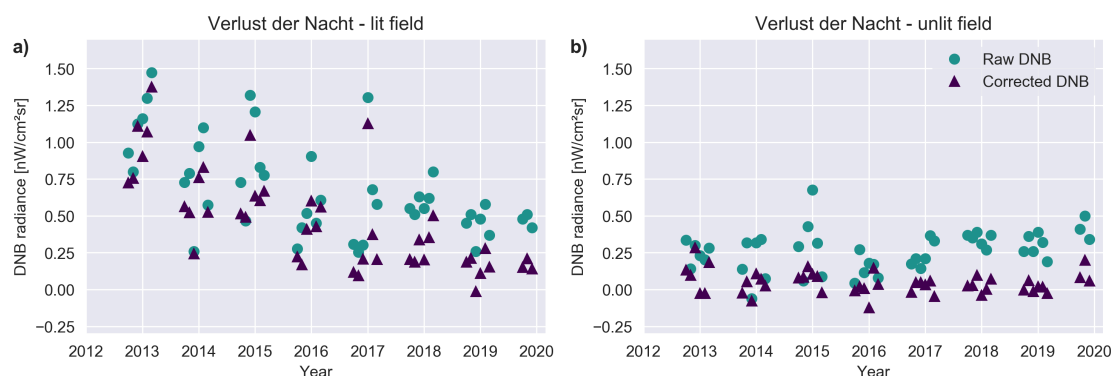 Verlust der Nacht - lit field
a)
1.50
1.25
1.00
0.75
0.50
0.25
0.00
−0.25
DNB radiance [nW/cm²sr]
2012 2013 2014 2015 2016 2017 2018 2019 2020
Year
Verlust der Nacht - unlit field
b)
Raw DNB
Corrected DNB
1.50
1.25
1.00
0.75
0.50
0.25
0.00
−0.25
DNB radiance [nW/cm²sr]
2012 2013 2014 2015 2016 2017 2018 2019 2020
Year